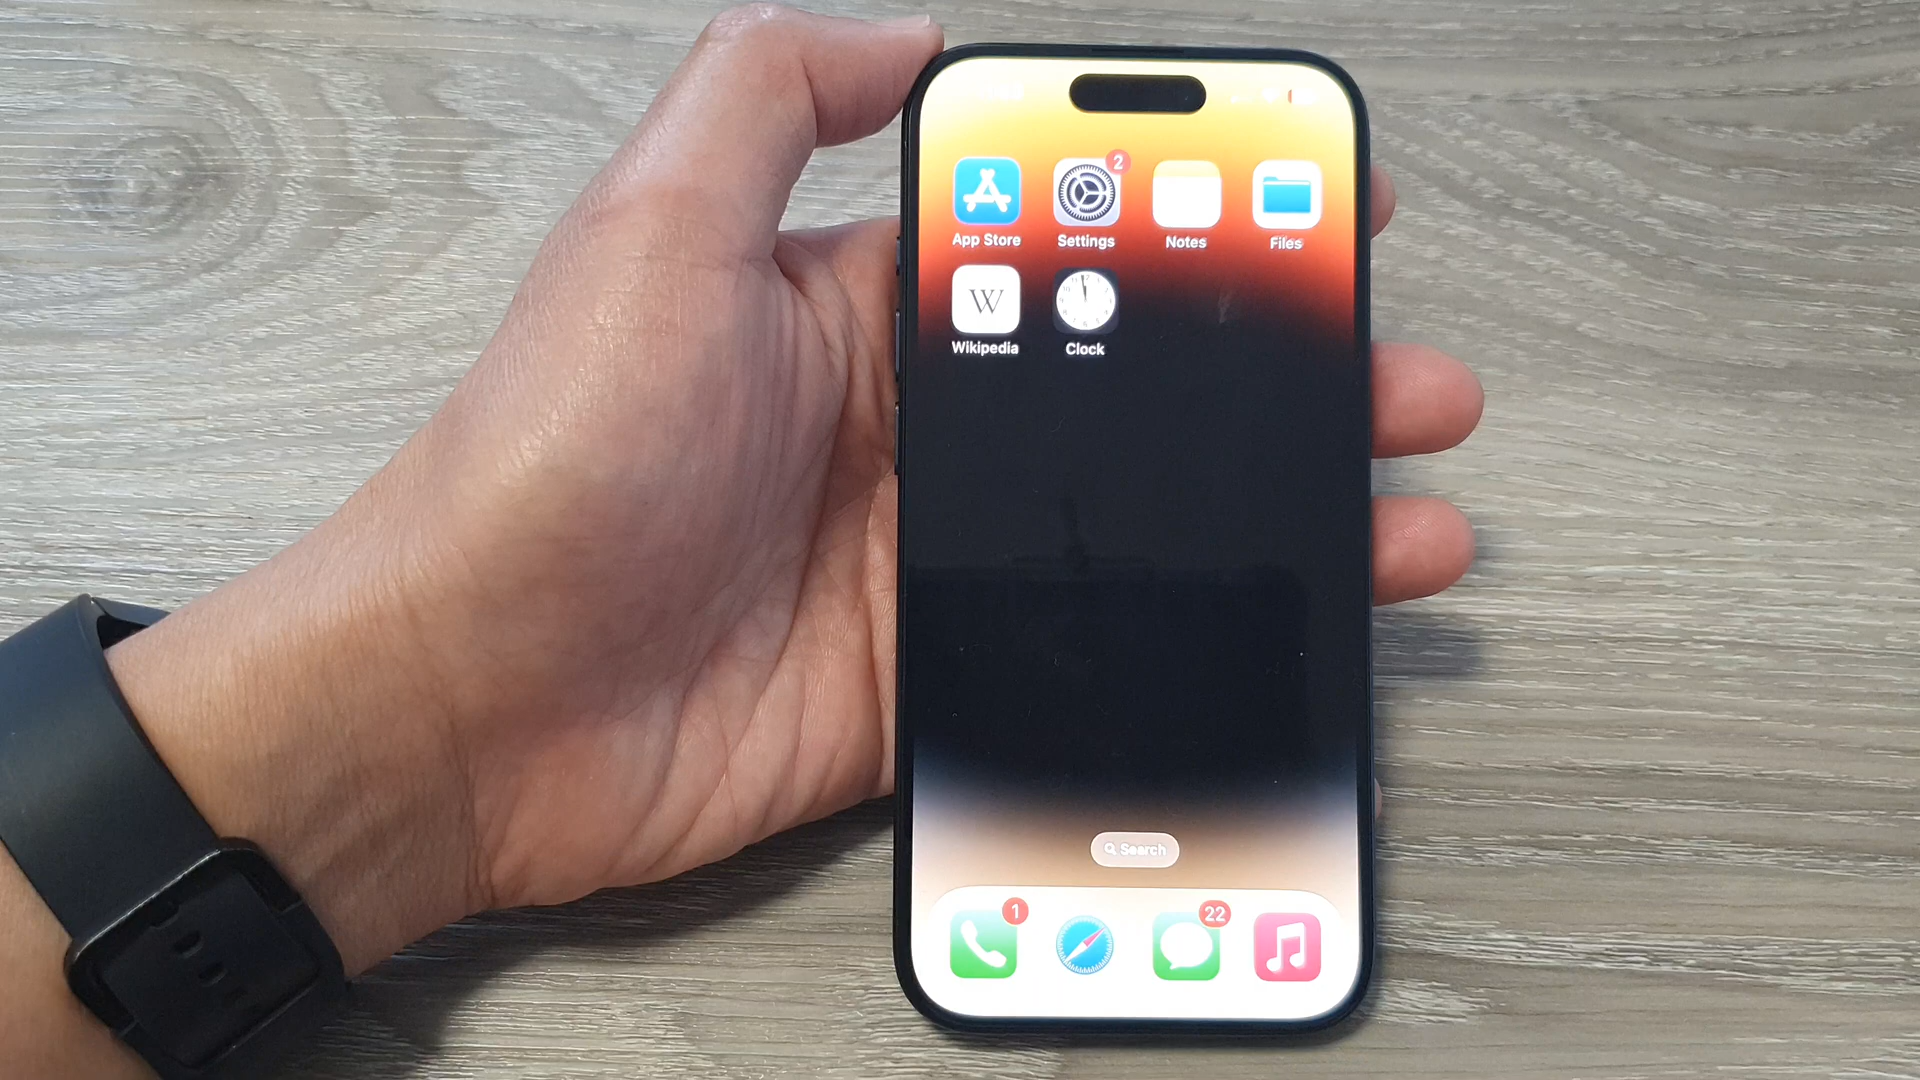 2
App Store Settings Notes Files
W
Wikipedia Clock
Search
1 22